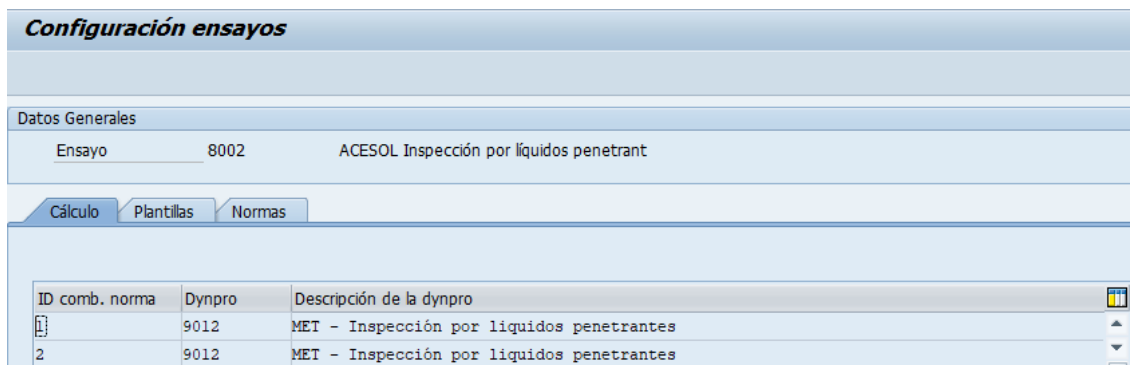 Configuración ensayos
Datos Generales
Ensayo 8002 ACESOL Inspección por líquidos penetrant
Cálculo Plantillas Normas
ID comb. norma Dynpro Descripción de la dynpro
1 9012 MET - Inspección por liquidos penetrantes
2 9012 MET - Inspección por liquidos penetrantes